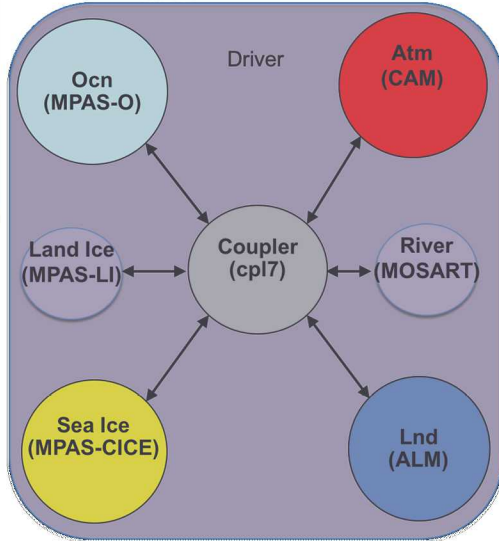 Driver
Ocn
(MPAS-O)
Atm
(CAM)
Land Ice
(MPAS-LI)
Coupler
(cpl7)
River
(MOSART)
Sea Ice
(MPAS-CICE)
Lnd
(ALM)